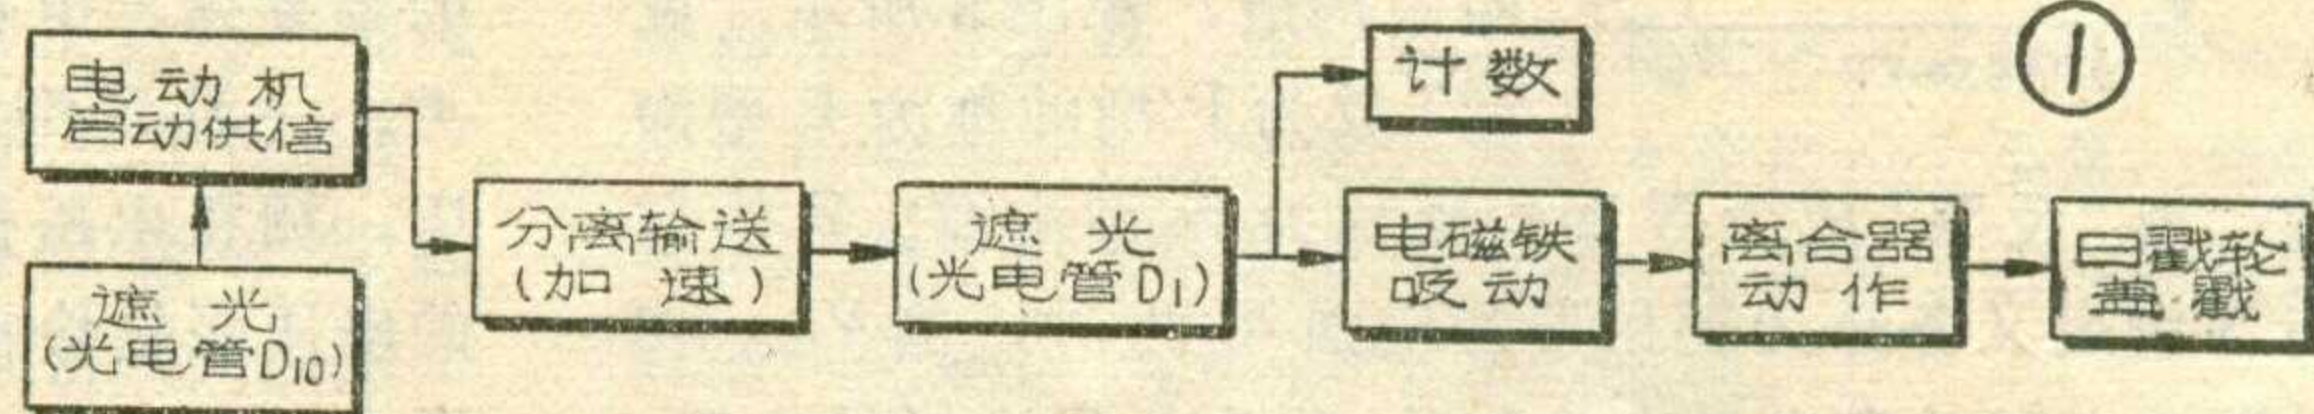 ①
计数
电动机
启动供信
遮光
(光电管D₁₀)
分离输送
(加速)
遮光
(光电管D₁)
电磁铁
吸动
离合器
动作
日戳轮
盖戳